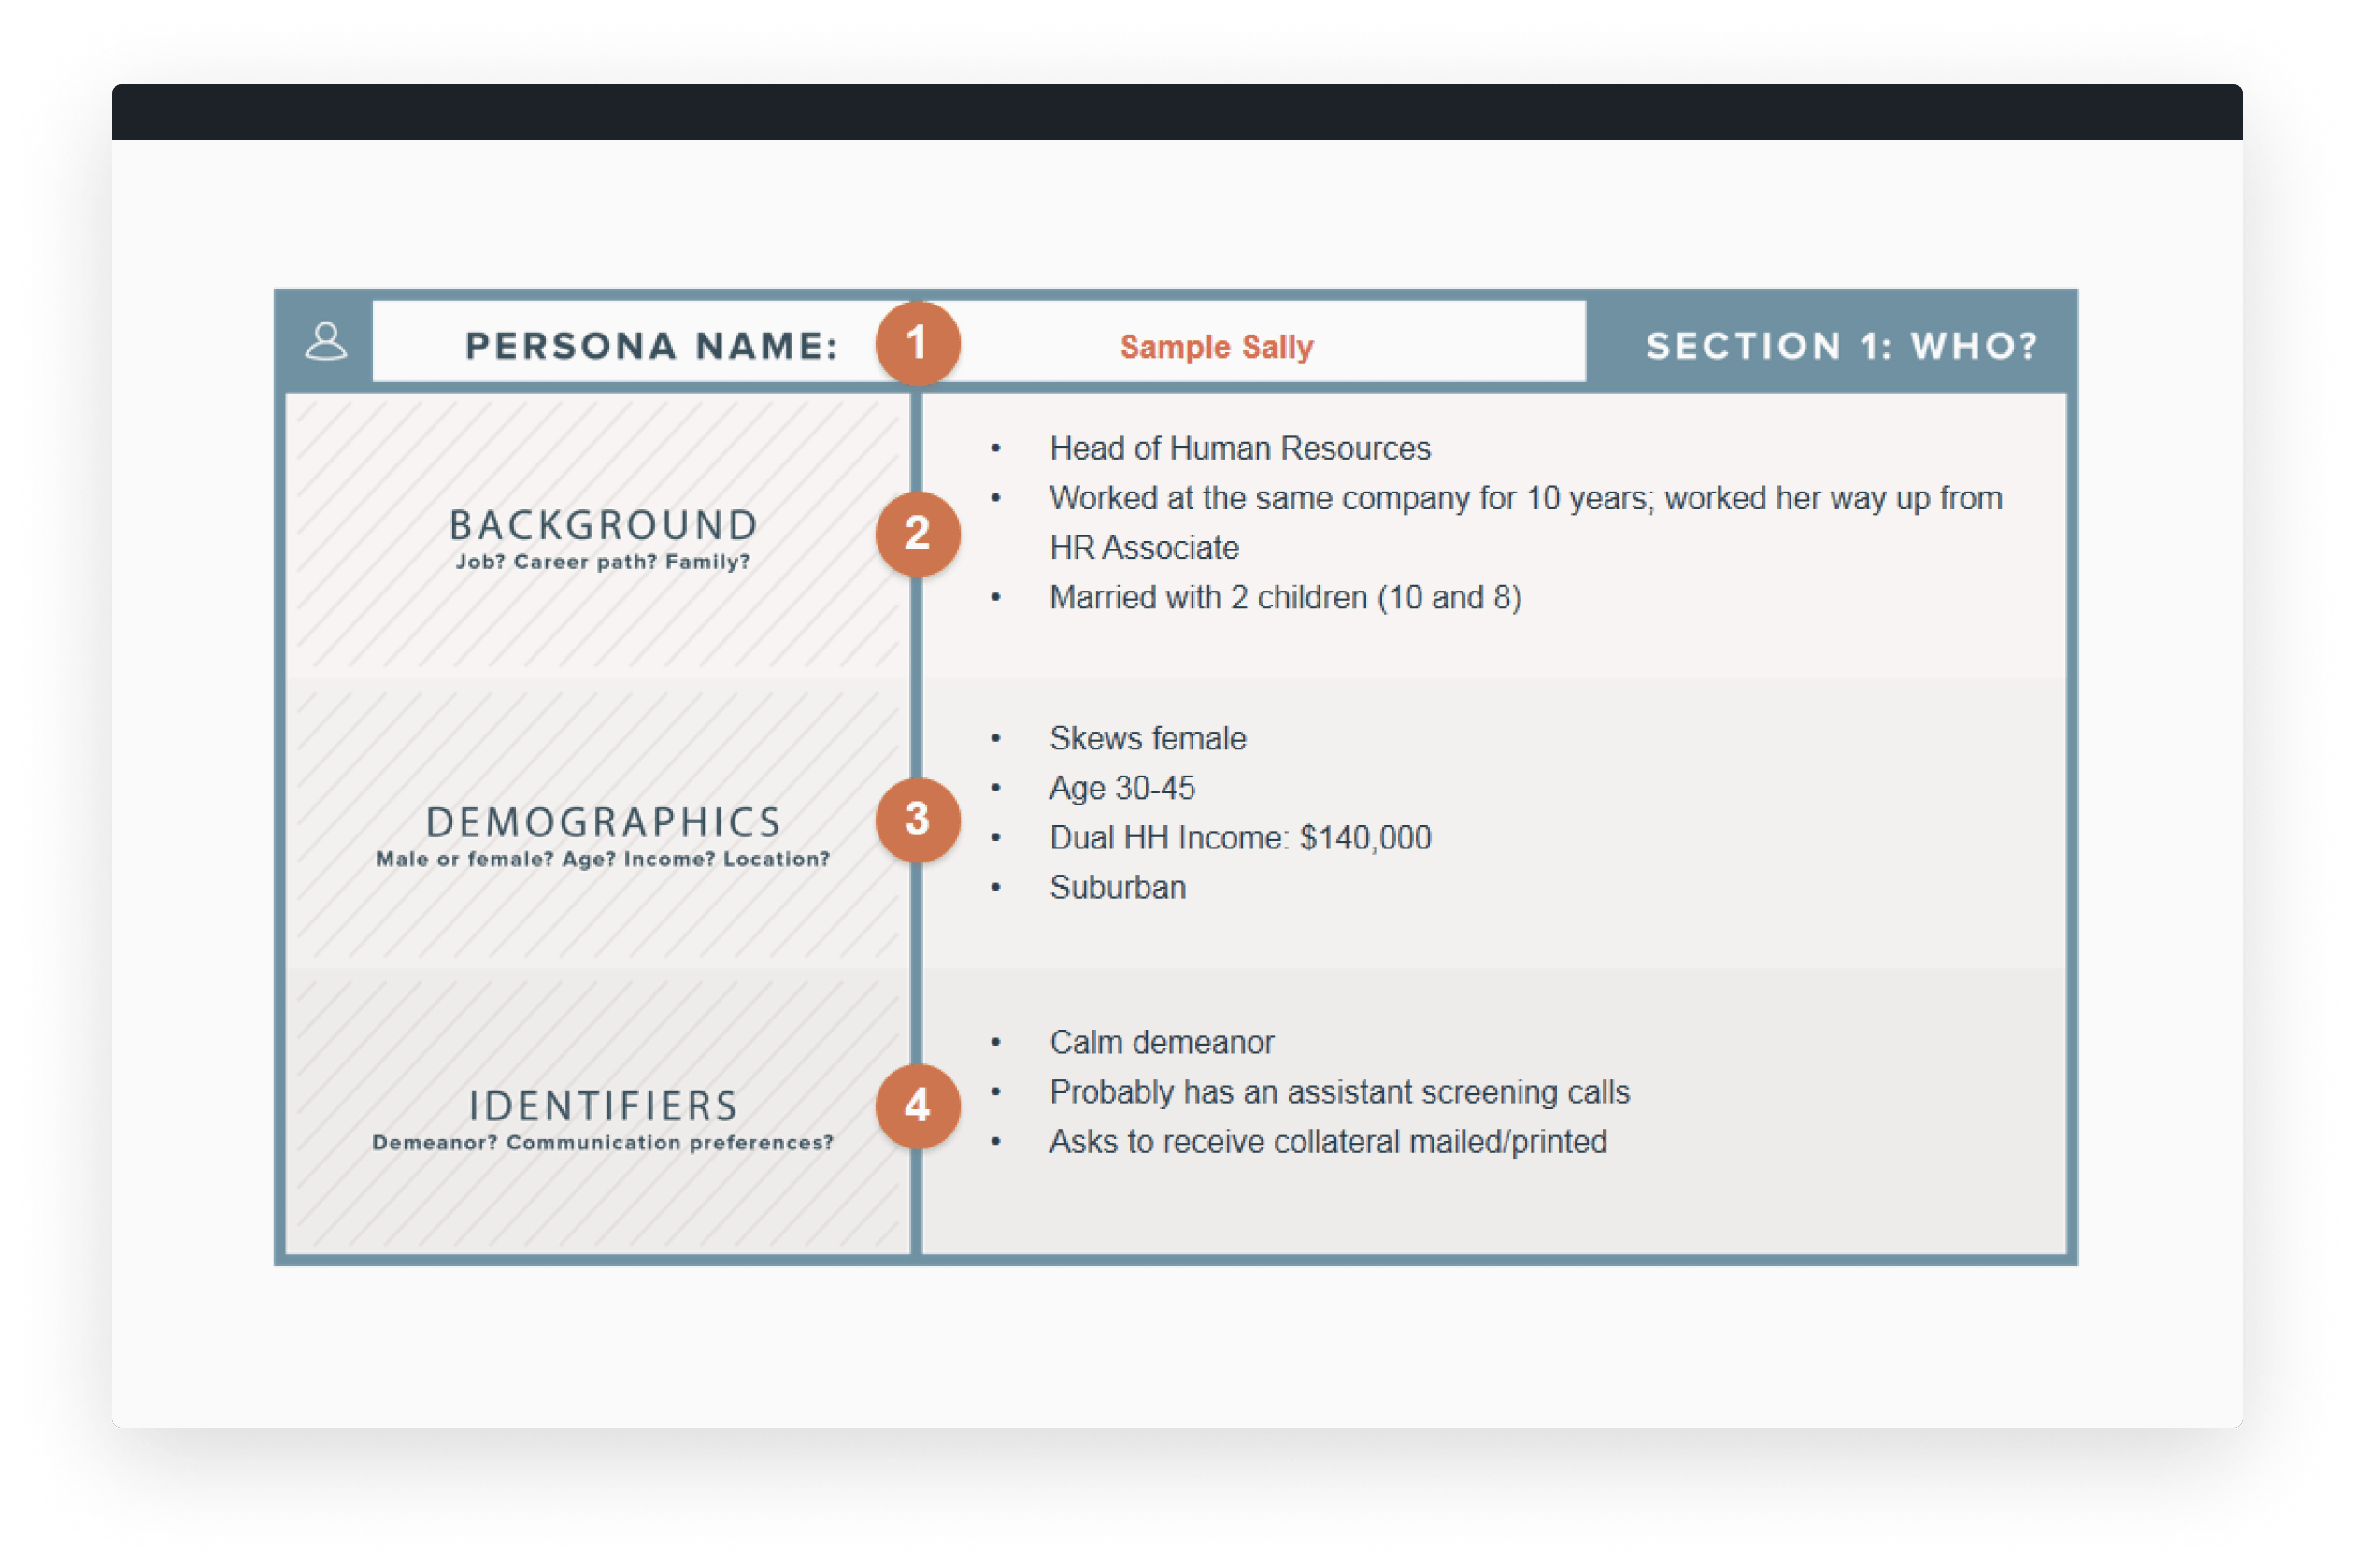 PERSONA NAME: 1 Sample Sally SECTION 1: WHO?
BACKGROUND
Job? Career path? Family?
2
• Head of Human Resources
• Worked at the same company for 10 years; worked her way up from
HR Associate
• Married with 2 children (10 and 8)
DEMOGRAPHICS
Male or female? Age? Income? Location?
3
• Skews female
• Age 30-45
• Dual HH Income: $140,000
• Suburban
IDENTIFIERS
Demeanor? Communication preferences?
4
• Calm demeanor
• Probably has an assistant screening calls
• Asks to receive collateral mailed/printed